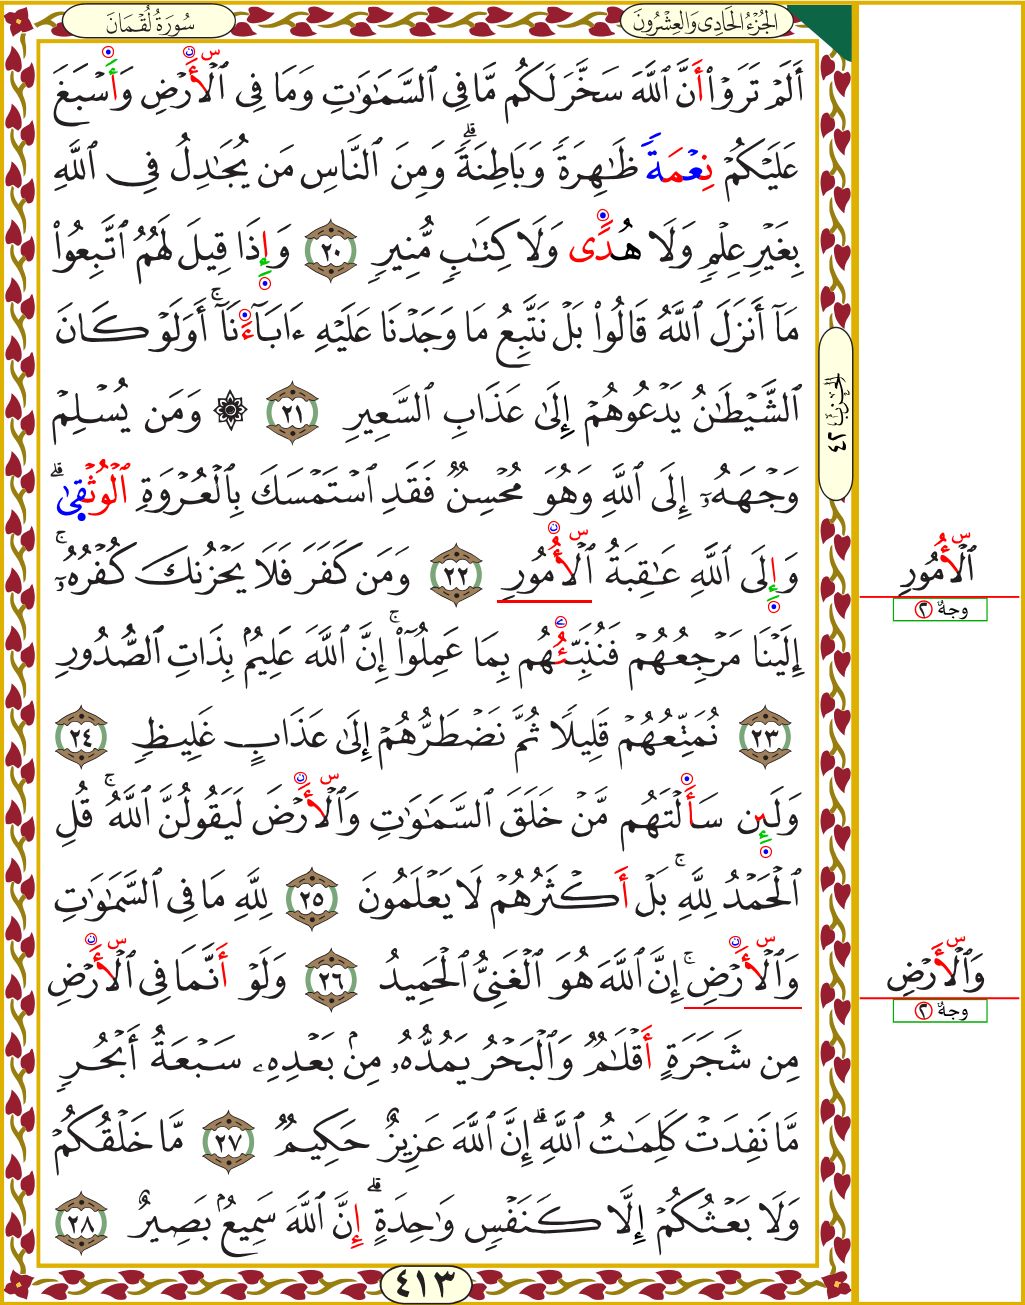 سُورَةُ لُقْمَانَ
الجُزْءُ الحَادِى وَالعِشْرُونَ
أَلَمْ تَرَوْا۟ أَنَّ ٱللَّهَ سَخَّرَ لَكُم مَّا فِى ٱلسَّمَٰوَٰتِ وَمَا فِى ٱلْأَرْضِ وَأَسْبَغَ
عَلَيْكُمْ نِعْمَةً ظَٰهِرَةً وَبَاطِنَةً ۗ وَمِنَ ٱلنَّاسِ مَن يُجَٰدِلُ فِى ٱللَّهِ
بِغَيْرِ عِلْمٍ وَلَا هُدًى وَلَا كِتَٰبٍ مُّنِيرٍ ٢٠ وَإِذَا قِيلَ لَهُمُ ٱتَّبِعُوا۟
مَآ أَنزَلَ ٱللَّهُ قَالُوا۟ بَلْ نَتَّبِعُ مَا وَجَدْنَا عَلَيْهِ ءَابَآءَنَآ ۚ أَوَلَوْ كَانَ
ٱلشَّيْطَٰنُ يَدْعُوهُمْ إِلَىٰ عَذَابِ ٱلسَّعِيرِ ٢١ ۞ وَمَن يُسْلِمْ
وَجْهَهُۥٓ إِلَى ٱللَّهِ وَهُوَ مُحْسِنٌ فَقَدِ ٱسْتَمْسَكَ بِٱلْعُرْوَةِ ٱلْوُثْقَىٰ ۗ
وَإِلَى ٱللَّهِ عَٰقِبَةُ ٱلْأُمُورِ ٢٢ وَمَن كَفَرَ فَلَا يَحْزُنكَ كُفْرُهُۥٓ ۚ
إِلَيْنَا مَرْجِعُهُمْ فَنُنَبِّئُهُم بِمَا عَمِلُوٓا۟ ۚ إِنَّ ٱللَّهَ عَلِيمٌۢ بِذَاتِ ٱلصُّدُورِ
٢٣ نُمَتِّعُهُمْ قَلِيلًا ثُمَّ نَضْطَرُّهُمْ إِلَىٰ عَذَابٍ غَلِيظٍ ٢٤
وَلَئِن سَأَلْتَهُم مَّنْ خَلَقَ ٱلسَّمَٰوَٰتِ وَٱلْأَرْضَ لَيَقُولُنَّ ٱللَّهُ ۚ قُلِ
ٱلْحَمْدُ لِلَّهِ ۚ بَلْ أَكْثَرُهُمْ لَا يَعْلَمُونَ ٢٥ لِلَّهِ مَا فِى ٱلسَّمَٰوَٰتِ
وَٱلْأَرْضِ ۚ إِنَّ ٱللَّهَ هُوَ ٱلْغَنِىُّ ٱلْحَمِيدُ ٢٦ وَلَوْ أَنَّمَا فِى ٱلْأَرْضِ
مِن شَجَرَةٍ أَقْلَٰمٌ وَٱلْبَحْرُ يَمُدُّهُۥ مِنۢ بَعْدِهِۦ سَبْعَةُ أَبْحُرٍ
مَّا نَفِدَتْ كَلِمَٰتُ ٱللَّهِ ۗ إِنَّ ٱللَّهَ عَزِيزٌ حَكِيمٌ ٢٧ مَّا خَلْقُكُمْ
وَلَا بَعْثُكُمْ إِلَّا كَنَفْسٍ وَٰحِدَةٍ ۗ إِنَّ ٱللَّهَ سَمِيعٌۢ بَصِيرٌ ٢٨
٤١٣
الحِزْبُ ٤٢
ٱلْأُمُورِ
وجهٌ ٢
وَٱلْأَرْضِ
وجهٌ ٢